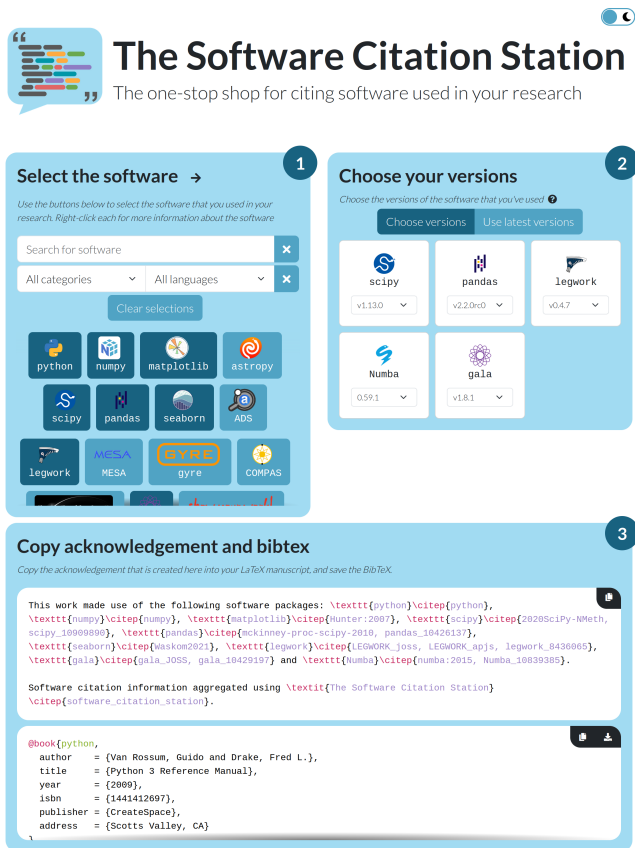 The Software Citation Station
The one-stop shop for citing software used in your research
1
Select the software →
Use the buttons below to select the software that you used in your
research. Right-click each for more information about the software
Search for software
All categories
All languages
Clear selections
python
numpy
matplotlib
astropy
scipy
pandas
seaborn
a
ADS
legwork
MESA
MESA
GYRE
gyre
COMPAS
2
Choose your versions
Choose the versions of the software that you've used ?
Choose versions
Use latest versions
scipy
pandas
legwork
v1.13.0
v2.2.0rc0
v0.4.7
Numba
gala
0.59.1
v1.8.1
3
Copy acknowledgement and bibtex
Copy the acknowledgement that is created here into your LaTeX manuscript, and save the BibTeX.
This work made use of the following software packages: \texttt{python}\citep{python},
\texttt{numpy}\citep{numpy}, \texttt{matplotlib}\citep{Hunter:2007}, \texttt{scipy}\citep{2020SciPy-NMeth,
scipy_10909890}, \texttt{pandas}\citep{mckinney-proc-scipy-2010, pandas_10426137},
\texttt{seaborn}\citep{Waskom2021}, \texttt{legwork}\citep{LEGWORK_joss, LEGWORK_apjs, legwork_8436065},
\texttt{gala}\citep{gala_JOSS, gala_10429197} and \texttt{Numba}\citep{numba:2015, Numba_10839385}.
Software citation information aggregated using \textit{The Software Citation Station}
\citep{software_citation_station}.
@book{python,
author = {Van Rossum, Guido and Drake, Fred L.},
title = {Python 3 Reference Manual},
year = {2009},
isbn = {1441412697},
publisher = {CreateSpace},
address = {Scotts Valley, CA}